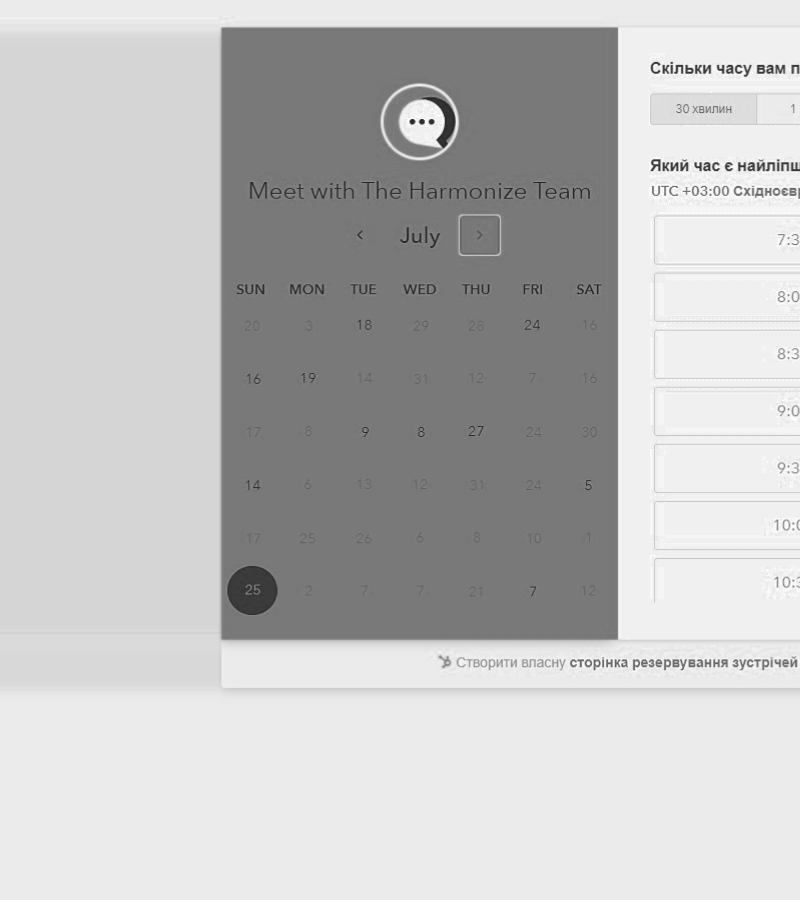 Meet with The Harmonize Team
July
SUN MON TUE WED THU FRI SAT
20 3 18 29 28 24 16
16 19 14 31 12 7 16
17 8 9 8 27 24 30
14 6 13 12 31 24 5
17 25 26 6 8 10 1
25 2 7 7 21 7 12
Скільки часу вам п
30 хвилин 1
Який час є найліпш
UTC +03:00 Східноєвр
7:3
8:0
8:3
9:0
9:3
10:0
10:3
Створити власну сторінка резервування зустрічей